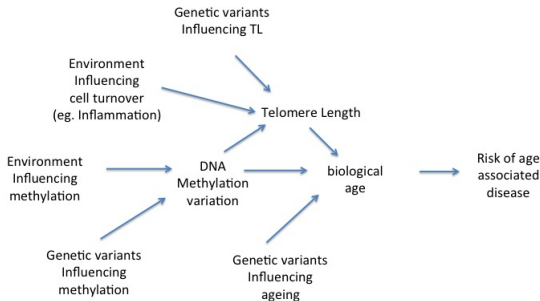 Genetic variants
Influencing TL
Environment
Influencing
cell turnover
(eg. Inflammation)
Telomere Length
Environment
Influencing
methylation
DNA
Methylation
variation
biological
age
Risk of age
associated
disease
Genetic variants
Influencing
methylation
Genetic variants
Influencing
ageing